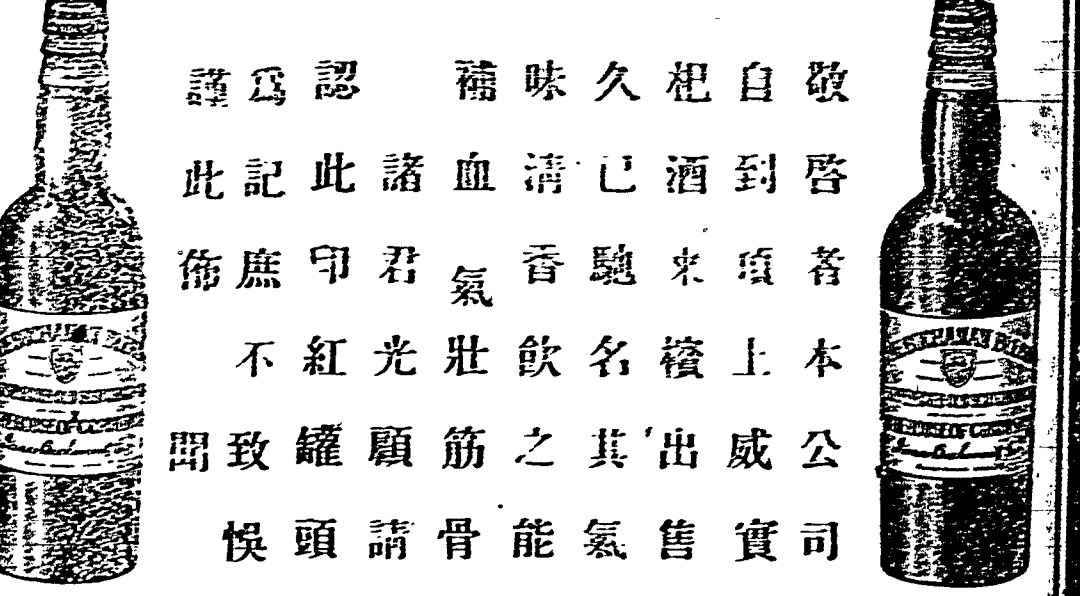 敬啓者本公司
自到頂上威實
杞酒來檳出售
久已馳名其氣
味清香飲之能
補血氣壯筋骨
諸君光顧請
認此印紅罐頭
爲記庶不致悞
謹此佈聞